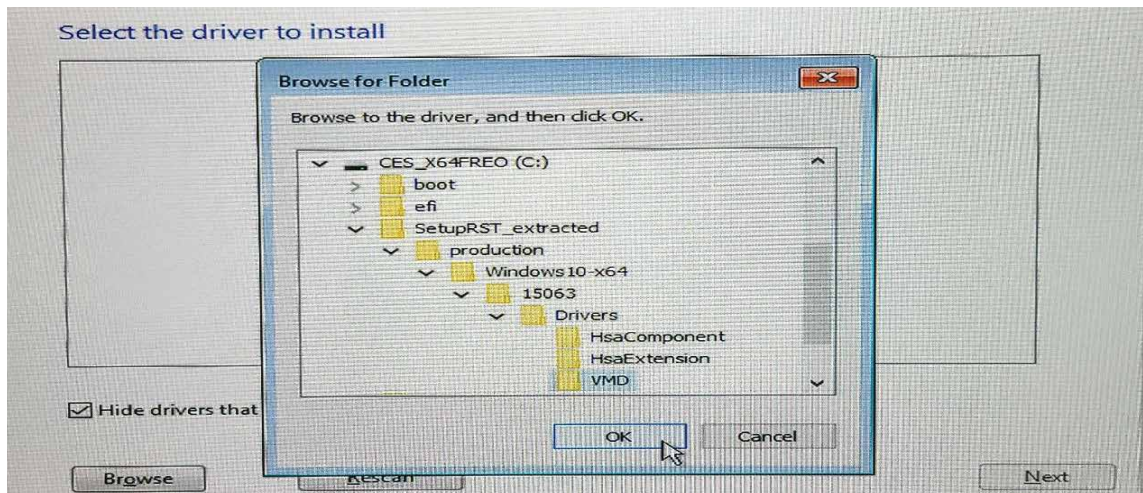 Select the driver to install
Browse for Folder
Browse to the driver, and then click OK.
CES_X64FREO (C:)
boot
efi
SetupRST_extracted
production
Windows10-x64
15063
Drivers
HsaComponent
HsaExtension
VMD
Hide drivers that
OK
Cancel
Browse
Rescan
Next